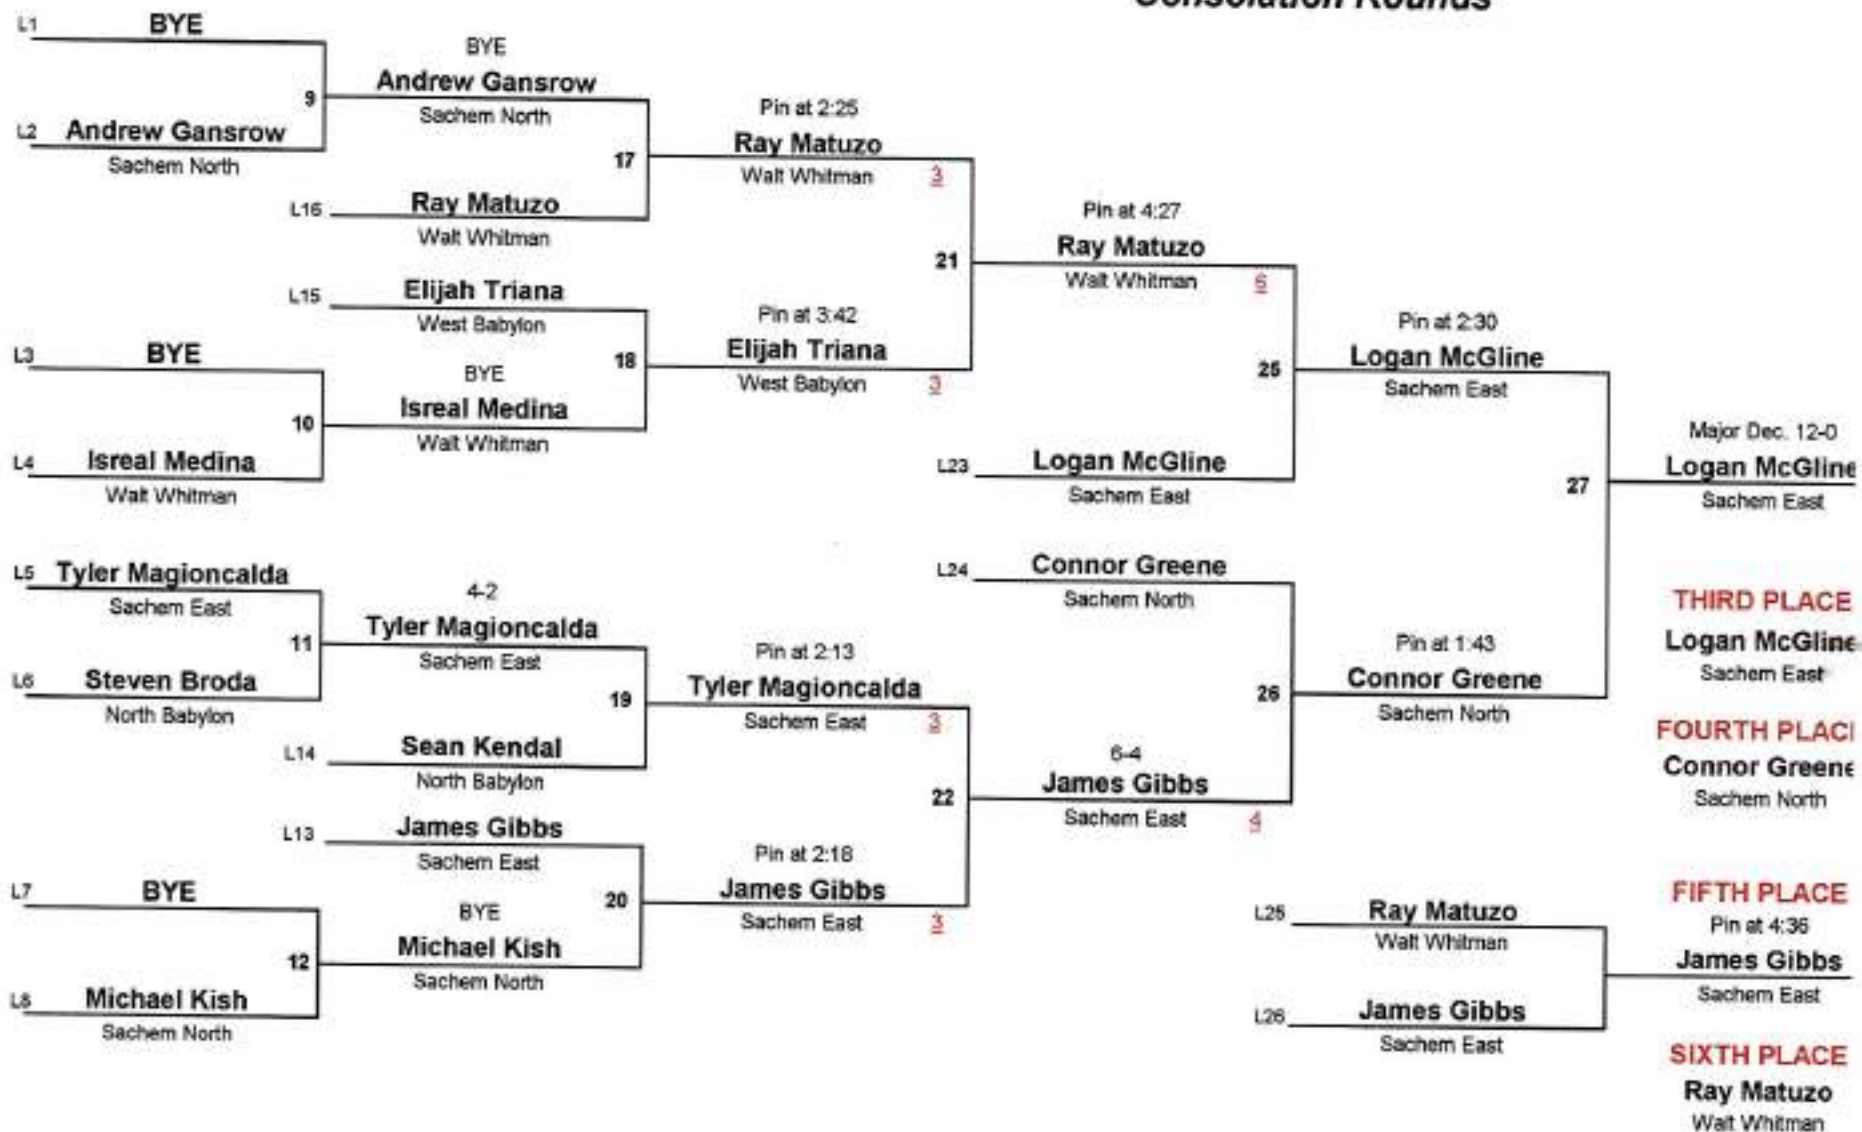 Consolation Rounds
L1 BYE
BYE
9 Andrew Gansrow
Sachem North
L2 Andrew Gansrow
Sachem North
Pin at 2:25
17 Ray Matuzo
Walt Whitman 3
L16 Ray Matuzo
Walt Whitman
Pin at 4:27
21 Ray Matuzo
Walt Whitman 6
L15 Elijah Triana
West Babylon
Pin at 3:42
18 Elijah Triana
West Babylon 3
L3 BYE
BYE
10 Isreal Medina
Walt Whitman
L4 Isreal Medina
Walt Whitman
Pin at 2:30
25 Logan McGline
Sachem East
L23 Logan McGline
Sachem East
Major Dec. 12-0
27 Logan McGline
Sachem East
L5 Tyler Magioncalda
Sachem East
4-2
11 Tyler Magioncalda
Sachem East
L6 Steven Broda
North Babylon
Pin at 2:13
19 Tyler Magioncalda
Sachem East 3
L14 Sean Kendal
North Babylon
L24 Connor Greene
Sachem North
Pin at 1:43
26 Connor Greene
Sachem North
6-4
22 James Gibbs
Sachem East 4
L13 James Gibbs
Sachem East
Pin at 2:18
20 James Gibbs
Sachem East 3
L7 BYE
BYE
12 Michael Kish
Sachem North
L8 Michael Kish
Sachem North
THIRD PLACE
Logan McGline
Sachem East
FOURTH PLAC
Connor Greene
Sachem North
L25 Ray Matuzo
Walt Whitman
L26 James Gibbs
Sachem East
FIFTH PLACE
Pin at 4:36
James Gibbs
Sachem East
SIXTH PLACE
Ray Matuzo
Walt Whitman